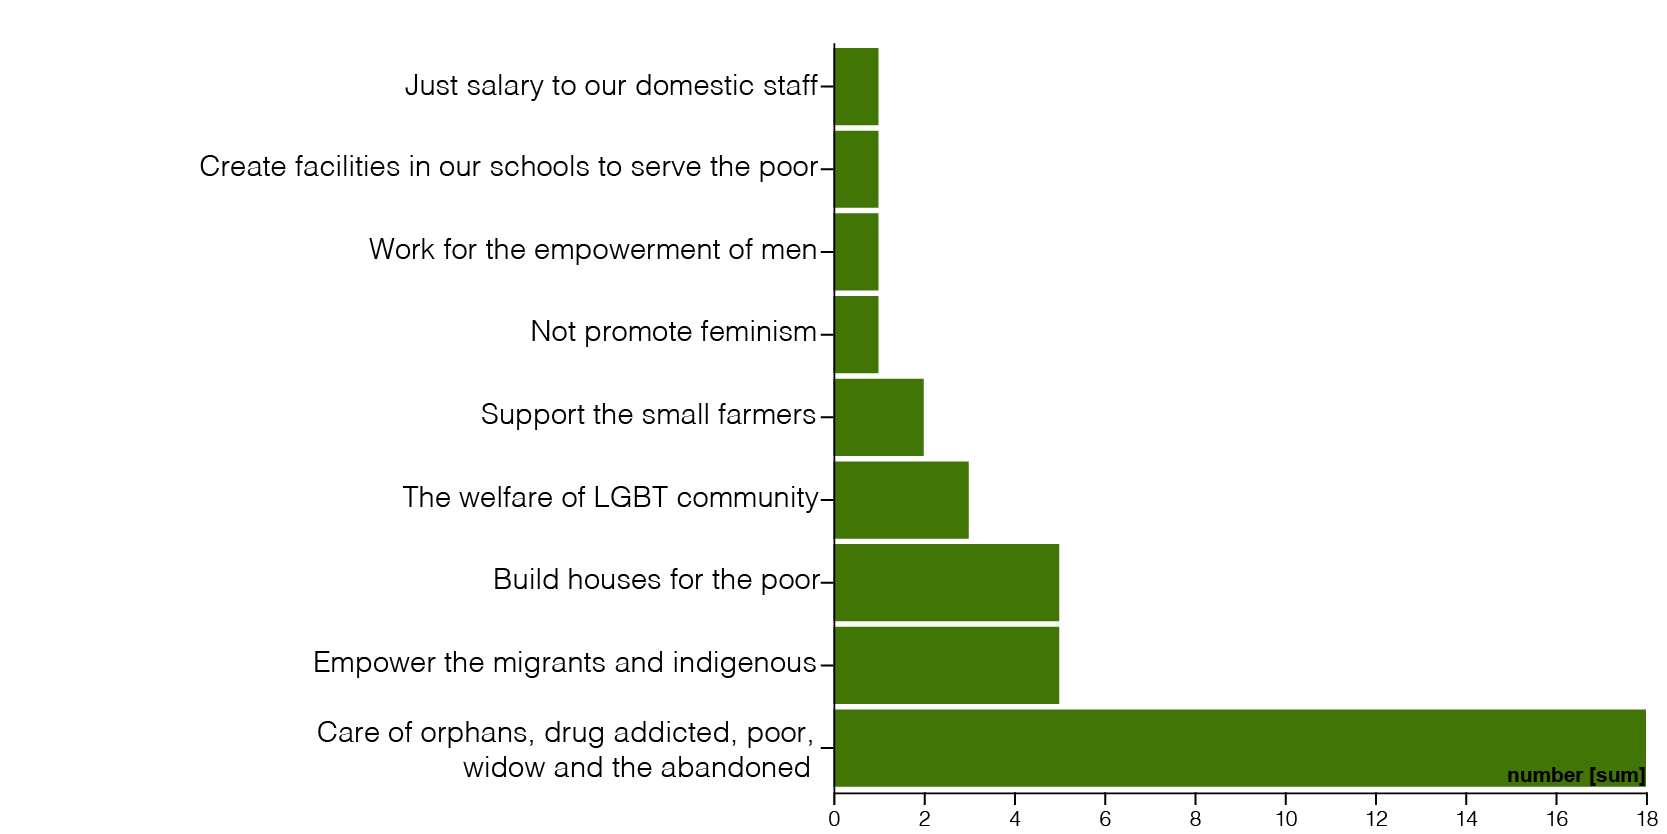 Just salary to our domestic staff
Create facilities in our schools to serve the poor
Work for the empowerment of men
Not promote feminism
Support the small farmers
The welfare of LGBT community
Build houses for the poor
Empower the migrants and indigenous
Care of orphans, drug addicted, poor,
widow and the abandoned
number [sum]
0 2 4 6 8 10 12 14 16 18